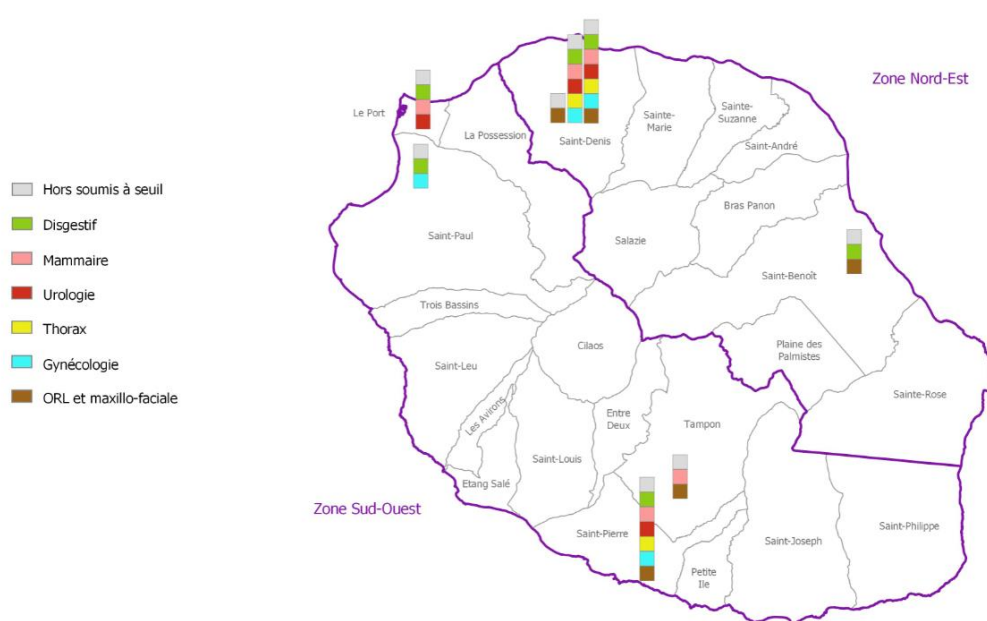 Zone Nord-Est
Le Port
La Possession
Saint-Denis
Sainte-
Marie
Sainte-
Suzanne
Saint-André
Hors soumis à seuil
Disgestif
Mammaire
Urologie
Thorax
Gynécologie
ORL et maxillo-faciale
Bras Panon
Saint-Paul
Salazie
Saint-Benoît
Trois Bassins
Cilaos
Plaine des
Palmistes
Saint-Leu
Sainte-Rose
Les Avirons
Entre
Deux
Tampon
Saint-Louis
Etang Salé
Zone Sud-Ouest
Saint-Pierre
Saint-Joseph
Saint-Philippe
Petite
Ile